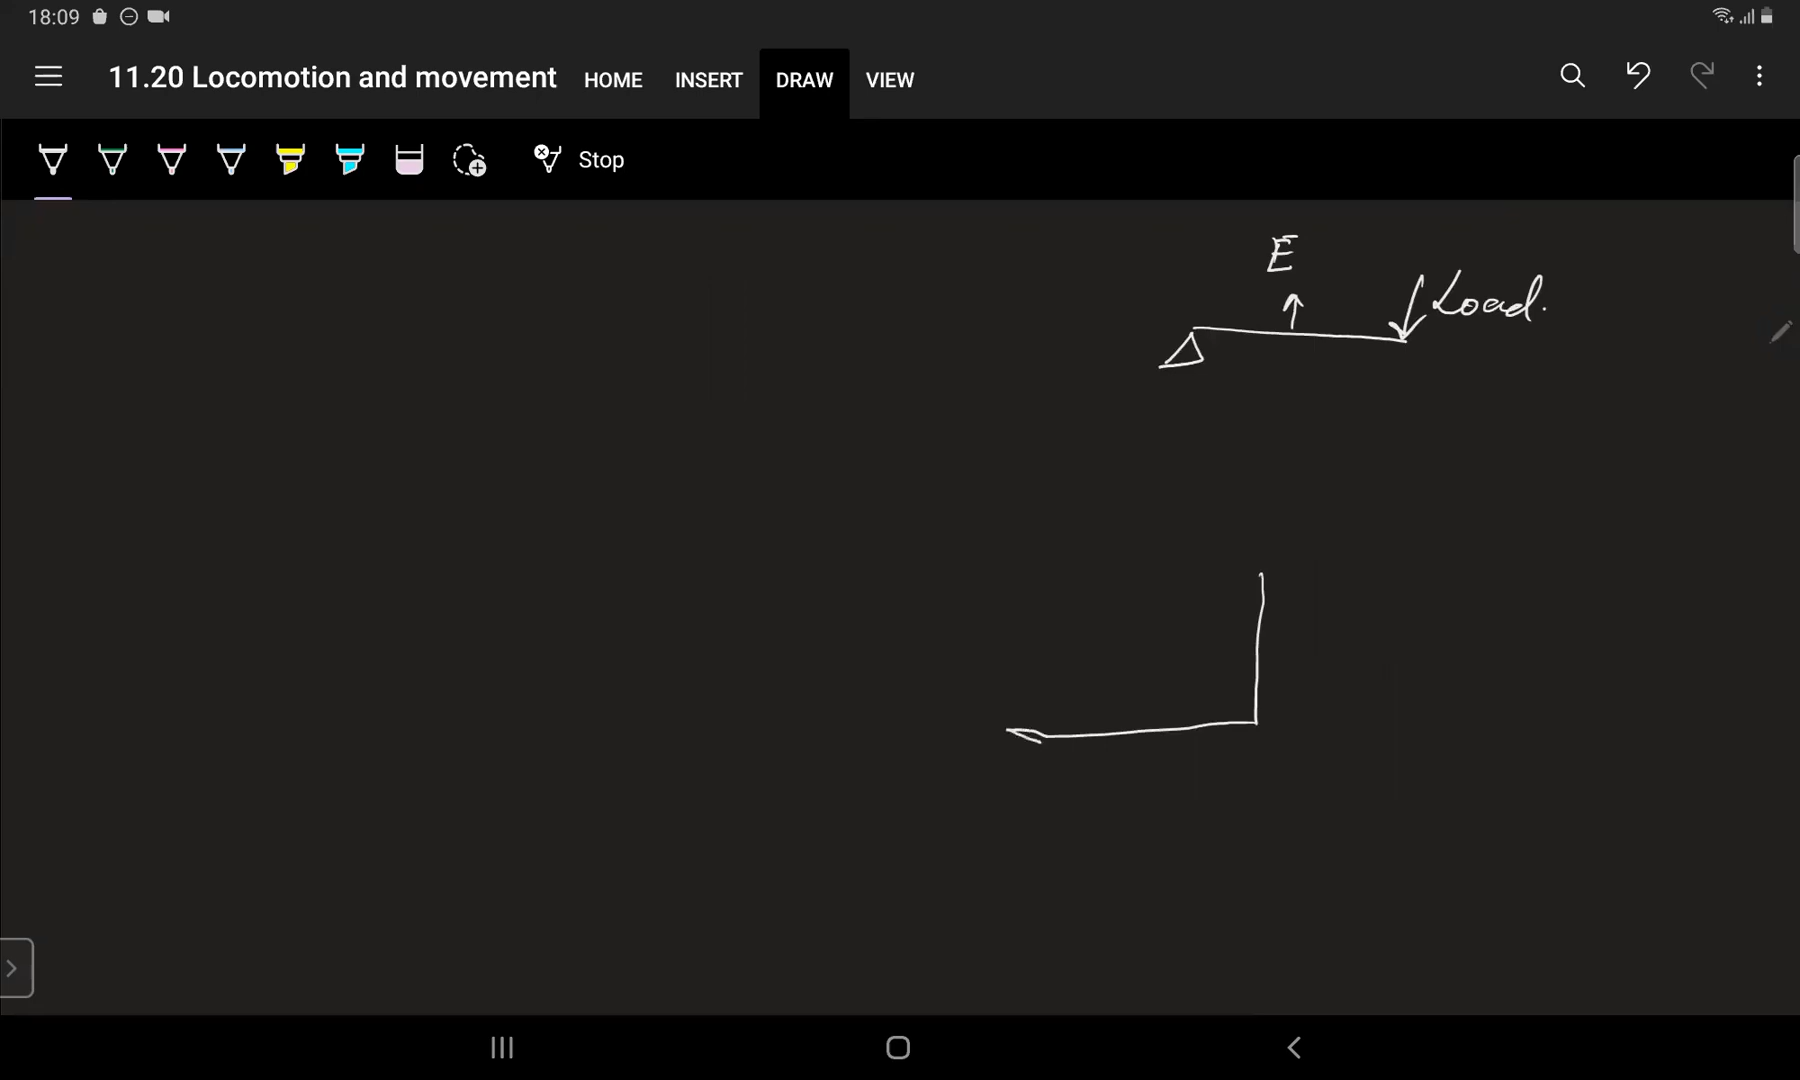 18:09
11.20 Locomotion and movement HOME INSERT DRAW VIEW
Stop
E
Load.